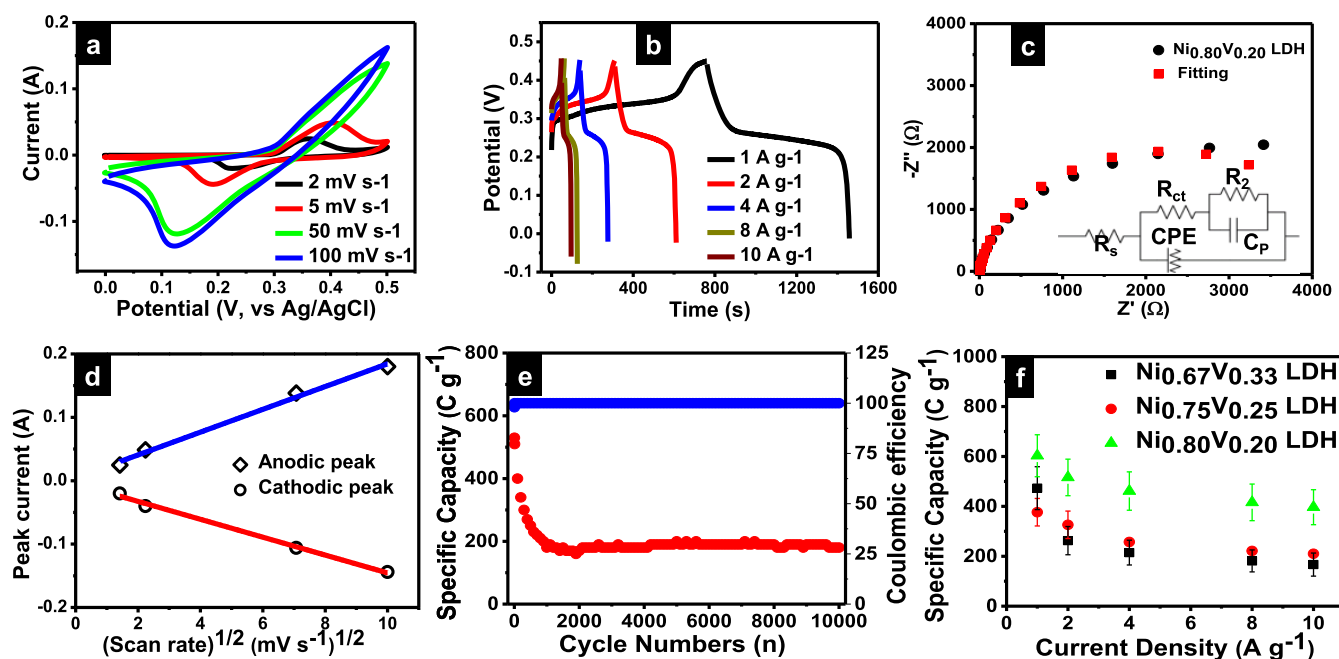 a
Current (A)
0.2
0.1
0.0
-0.1
0.0 0.1 0.2 0.3 0.4 0.5
Potential (V, vs Ag/AgCl)
2 mV s-1
5 mV s-1
50 mV s-1
100 mV s-1
b
Potential (V)
0.5
0.4
0.3
0.2
0.1
0.0
-0.1
0 400 800 1200 1600
Time (s)
1 A g-1
2 A g-1
4 A g-1
8 A g-1
10 A g-1
c
-Z'' (Ω)
4000
3000
2000
1000
0
0 1000 2000 3000 4000
Z' (Ω)
Ni0.80V0.20 LDH
Fitting
Rs
Rct
CPE
R2
CP
d
Peak current (A)
0.2
0.1
0.0
-0.1
-0.2
0 2 4 6 8 10
(Scan rate)1/2 (mV s-1)1/2
Anodic peak
Cathodic peak
e
Specific Capacity (C g-1)
800
600
400
200
0
0 2000 4000 6000 8000 10000
Cycle Numbers (n)
125
100
75
50
25
0
Coulombic efficiency
f
Specific Capacity (C g-1)
1000
800
600
400
200
0
0 2 4 6 8 10
Current Density (A g-1)
Ni0.67V0.33 LDH
Ni0.75V0.25 LDH
Ni0.80V0.20 LDH